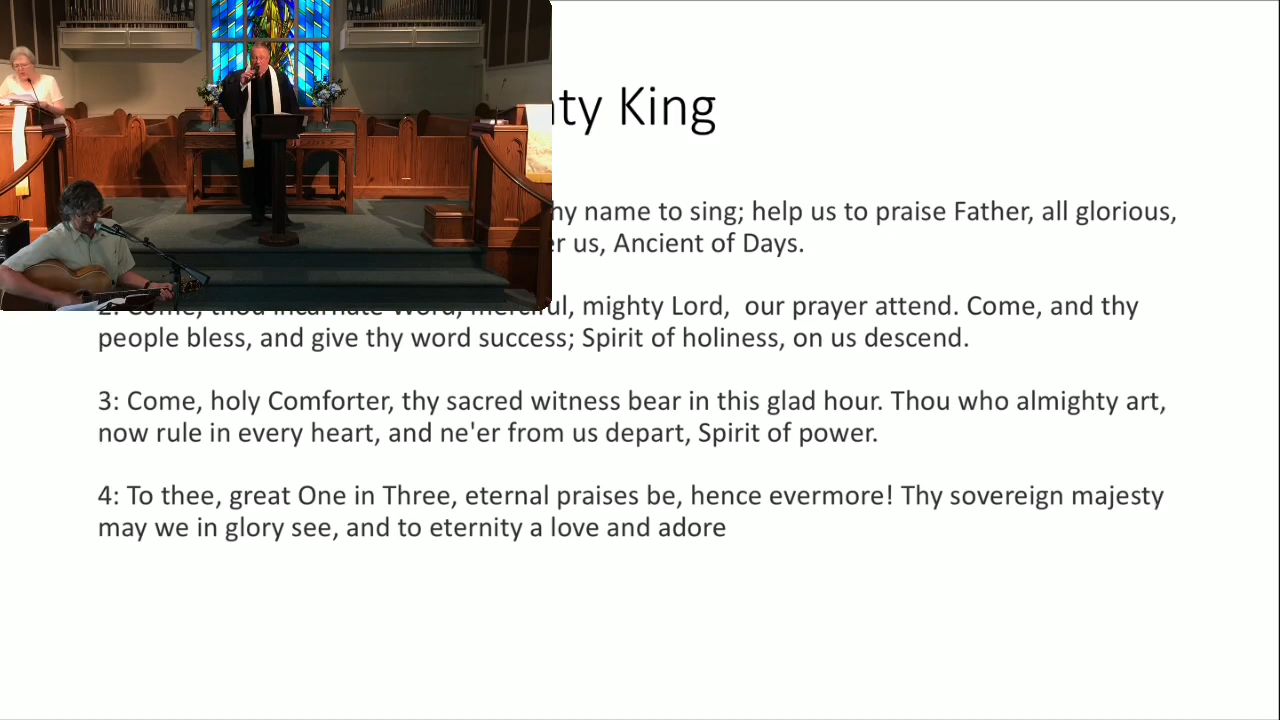 King
name to sing; help us to praise Father, all glorious,
us, Ancient of Days.
mighty Lord, our prayer attend. Come, and thy
people bless, and give thy word success; Spirit of holiness, on us descend.
3: Come, holy Comforter, thy sacred witness bear in this glad hour. Thou who almighty art,
now rule in every heart, and ne'er from us depart, Spirit of power.
4: To thee, great One in Three, eternal praises be, hence evermore! Thy sovereign majesty
may we in glory see, and to eternity a love and adore